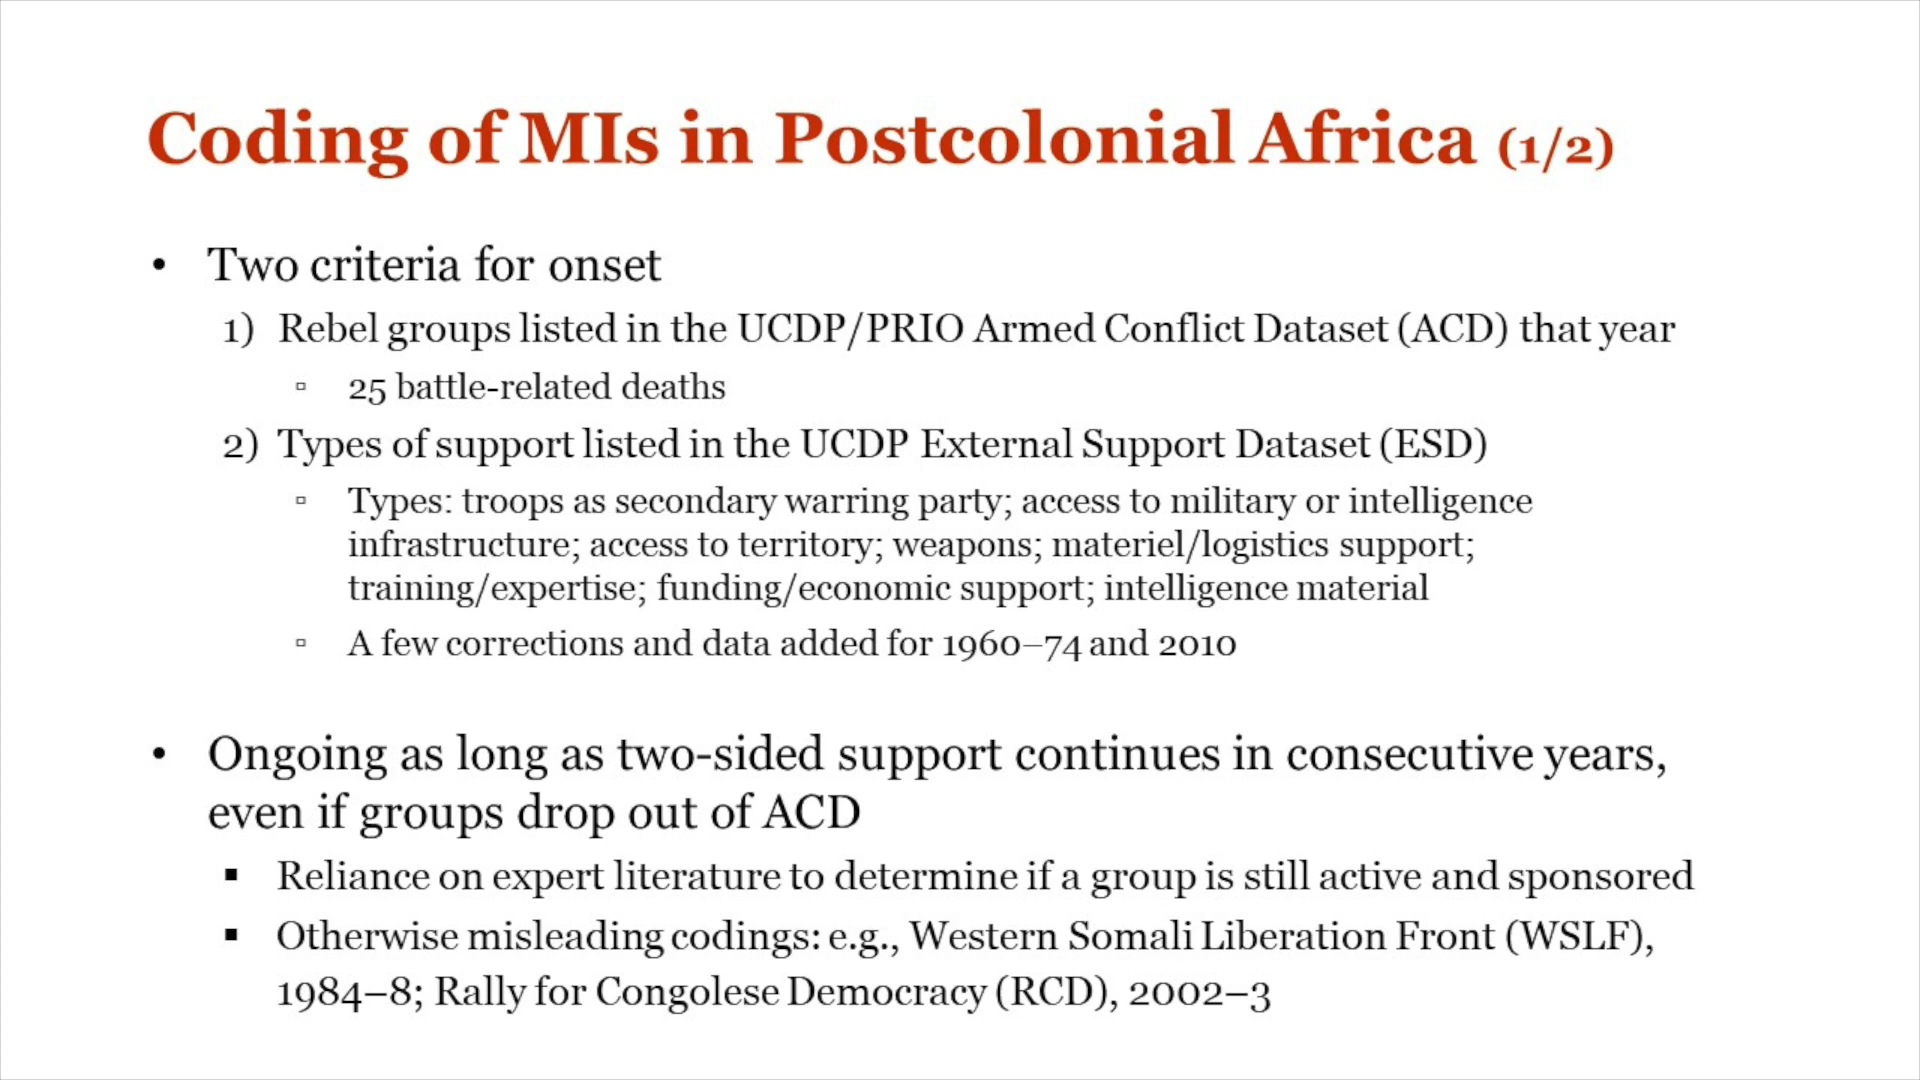 Coding of MIs in Postcolonial Africa (1/2)
• Two criteria for onset
1) Rebel groups listed in the UCDP/PRIO Armed Conflict Dataset (ACD) that year
▫ 25 battle-related deaths
2) Types of support listed in the UCDP External Support Dataset (ESD)
▫ Types: troops as secondary warring party; access to military or intelligence
infrastructure; access to territory; weapons; materiel/logistics support;
training/expertise; funding/economic support; intelligence material
▫ A few corrections and data added for 1960–74 and 2010
• Ongoing as long as two-sided support continues in consecutive years,
even if groups drop out of ACD
▪ Reliance on expert literature to determine if a group is still active and sponsored
▪ Otherwise misleading codings: e.g., Western Somali Liberation Front (WSLF),
1984–8; Rally for Congolese Democracy (RCD), 2002–3